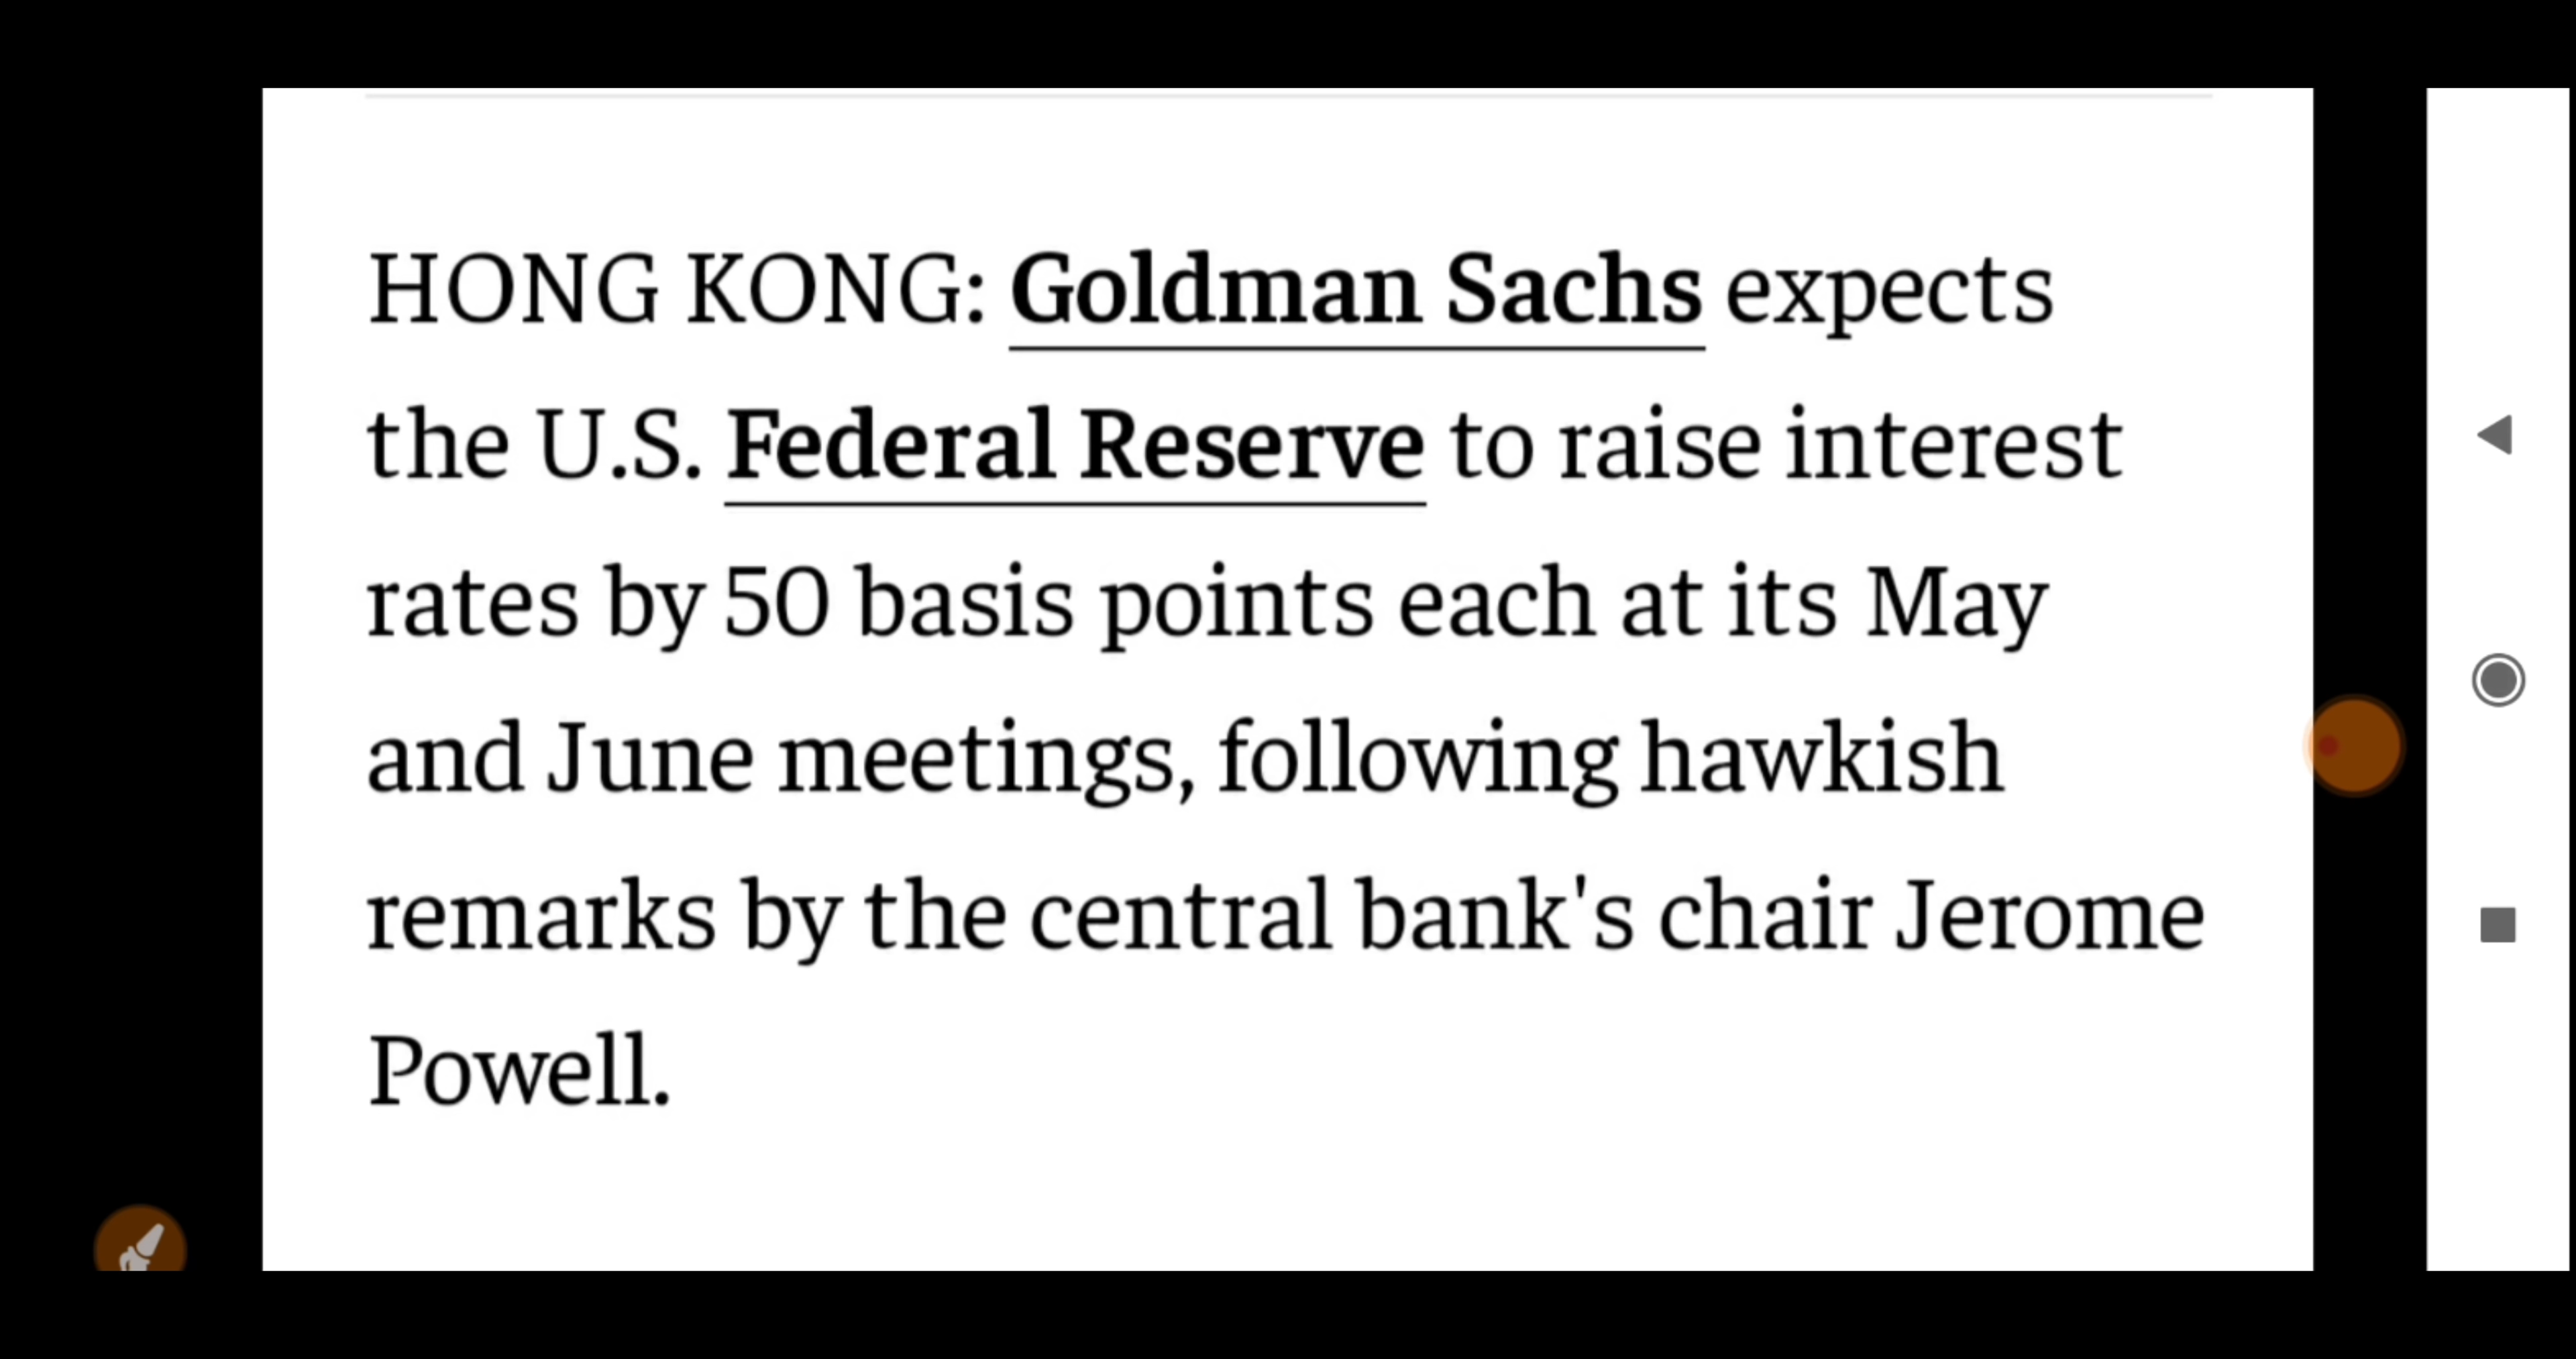 HONG KONG: Goldman Sachs expects
the U.S. Federal Reserve to raise interest
rates by 50 basis points each at its May
and June meetings, following hawkish
remarks by the central bank's chair Jerome
Powell.